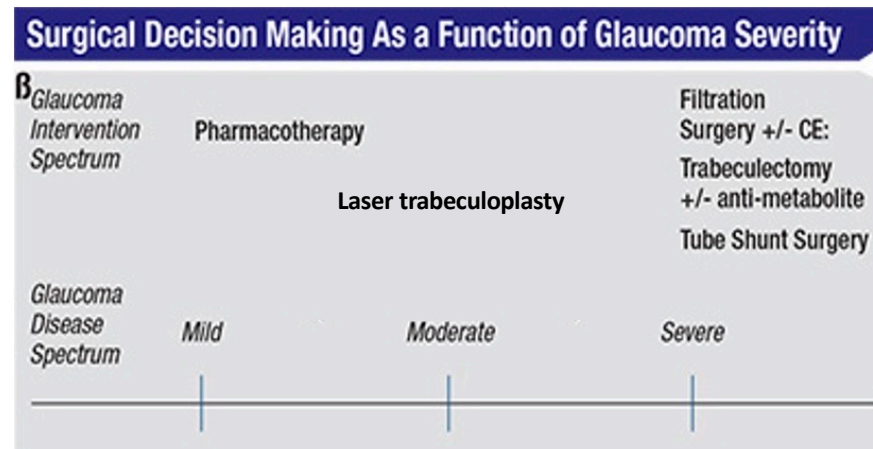 Surgical Decision Making As a Function of Glaucoma Severity
ß
Glaucoma
Intervention
Spectrum
Pharmacotherapy
Laser trabeculoplasty
Filtration
Surgery +/- CE:
Trabeculectomy
+/- anti-metabolite
Tube Shunt Surgery
Glaucoma
Disease
Spectrum
Mild
Moderate
Severe